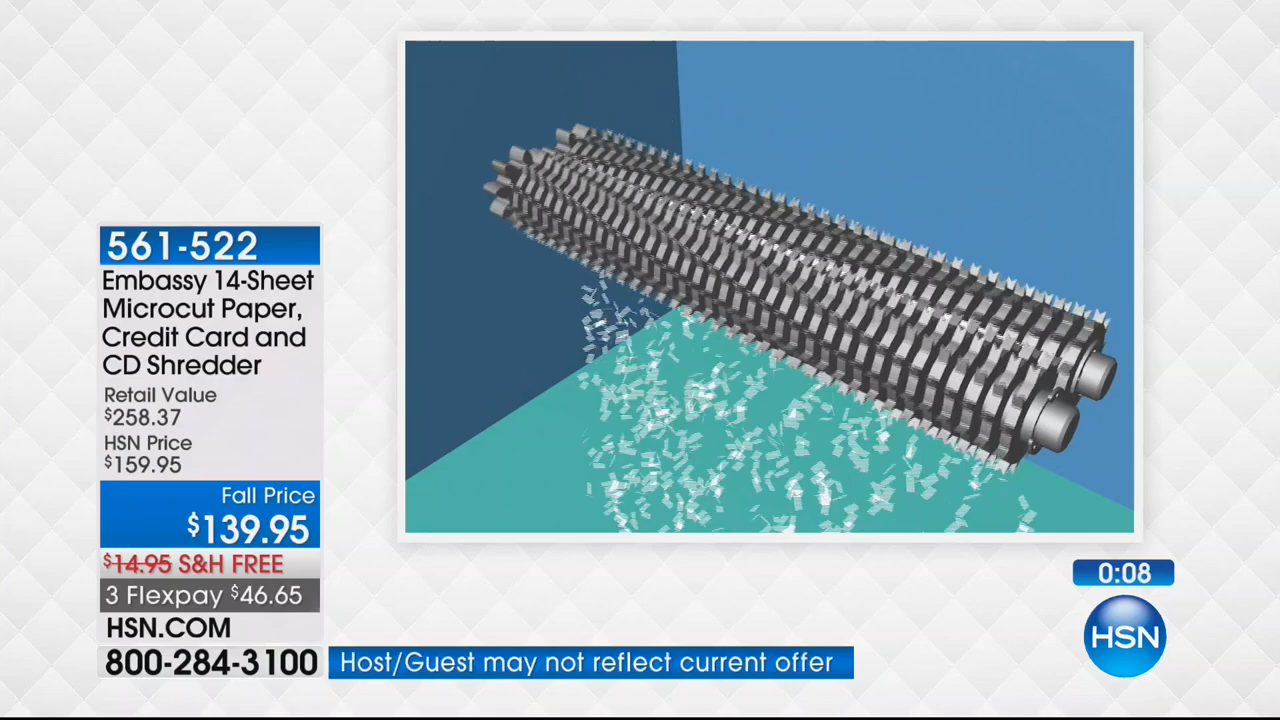 561-522
Embassy 14-Sheet
Microcut Paper,
Credit Card and
CD Shredder
Retail Value
$258.37
HSN Price
$159.95
Fall Price
$139.95
$14.95 S&H FREE
3 Flexpay $46.65
HSN.COM
800-284-3100
Host/Guest may not reflect current offer
0:08
HSN